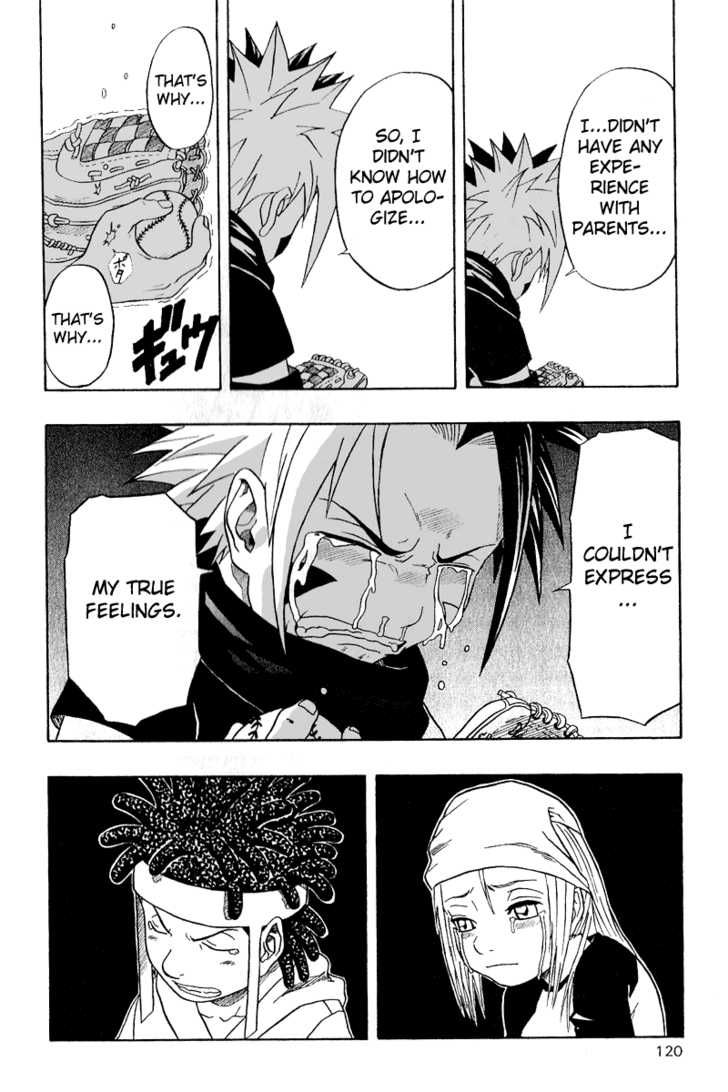 I...DIDN'T
HAVE ANY
EXPE-
RIENCE
WITH
PARENTS...
SO, I
DIDN'T
KNOW HOW
TO APOLO-
GIZE...
THAT'S
WHY...
ポタ
THAT'S
WHY...
ギュッ
I
COULDN'T
EXPRESS
...
MY TRUE
FEELINGS.
120